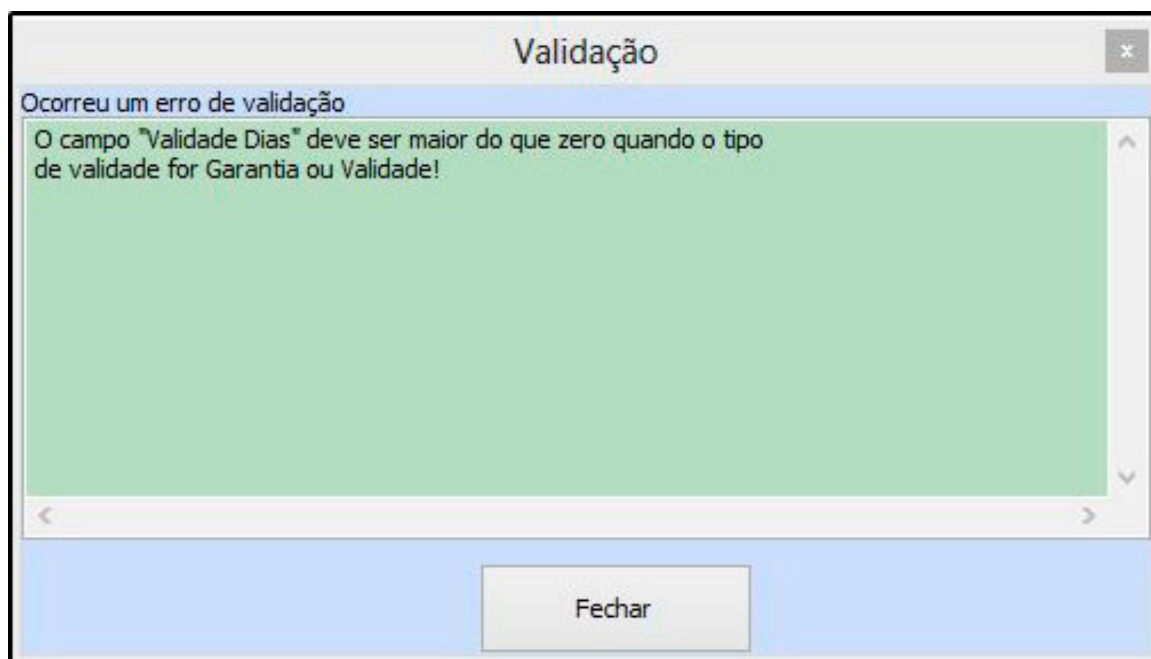 Validação
x
Ocorreu um erro de validação
O campo "Validade Dias" deve ser maior do que zero quando o tipo
de validade for Garantia ou Validade!
Fechar